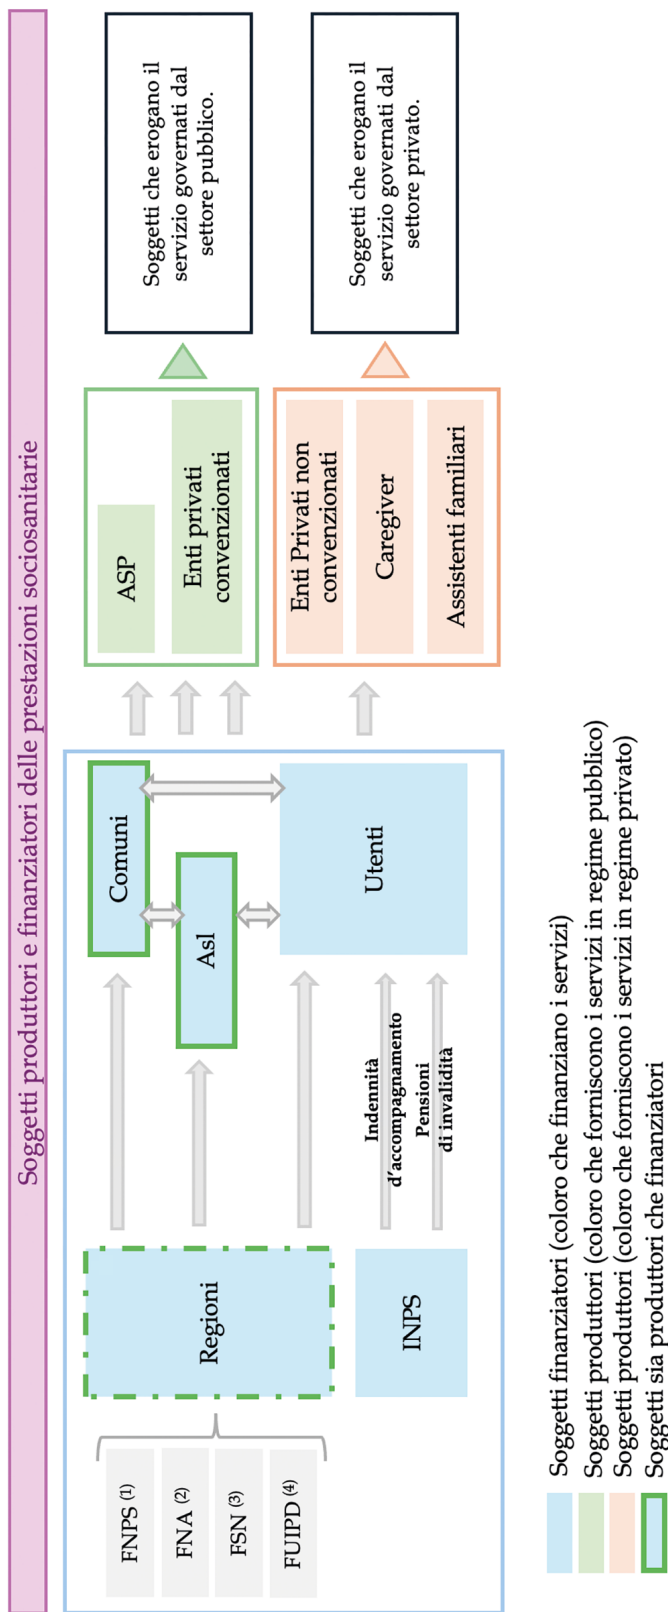 Soggetti produttori e finanziatori delle prestazioni sociosanitarie
FNPS (1)
FNA (2)
FSN (3)
FUIPD (4)
Regioni
INPS
Indennità
d'accompagnamento
Pensioni
di invalidità
Comuni
Asl
Utenti
ASP
Enti privati
convenzionati
Enti Privati non
convenzionati
Caregiver
Assistenti familiari
Soggetti che erogano il
servizio governati dal
settore pubblico.
Soggetti che erogano il
servizio governati dal
settore privato.
Soggetti finanziatori (coloro che finanziano i servizi)
Soggetti produttori (coloro che forniscono i servizi in regime pubblico)
Soggetti produttori (coloro che forniscono i servizi in regime privato)
Soggetti sia produttori che finanziatori